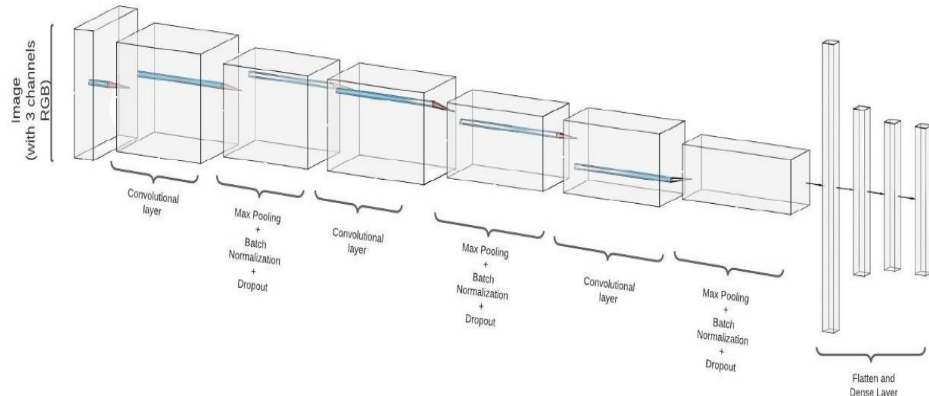 Image
(with 3 channels
RGB)
Convolutional
layer
Max Pooling
+
Batch
Normalization
+
Dropout
Convolutional
layer
Max Pooling
+
Batch
Normalization
+
Dropout
Convolutional
layer
Max Pooling
+
Batch
Normalization
+
Dropout
Flatten and
Dense Layer